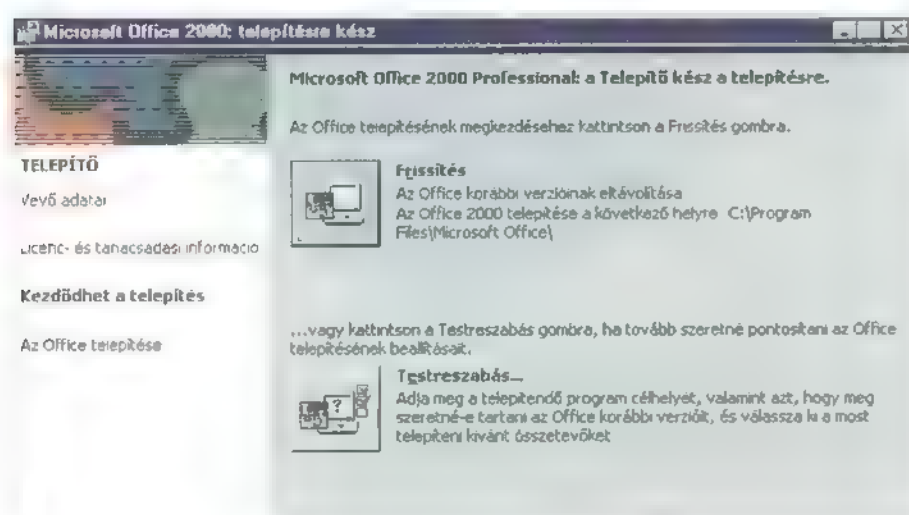 Microsoft Office 2000: telepítésre kész
Microsoft Office 2000 Professional: a Telepítő kész a telepítésre.
Az Office telepítésének megkezdéséhez kattintson a Frissítés gombra.
TELEPÍTŐ
Vevő adatai
Licenc- és tanácsadási információ
Kezdődhet a telepítés
Az Office telepítése
Frissítés
Az Office korábbi verzióinak eltávolítása
Az Office 2000 telepítése a következő helyre C:\Program
Files\Microsoft Office\
...vagy kattintson a Testreszabás gombra, ha tovább szeretné pontosítani az Office
telepítésének beállításait.
Testreszabás...
Adja meg a telepítendő program célhelyét, valamint azt, hogy meg
szeretné-e tartani az Office korábbi verzióit, és válassza ki a most
telepíteni kívánt összetevőket